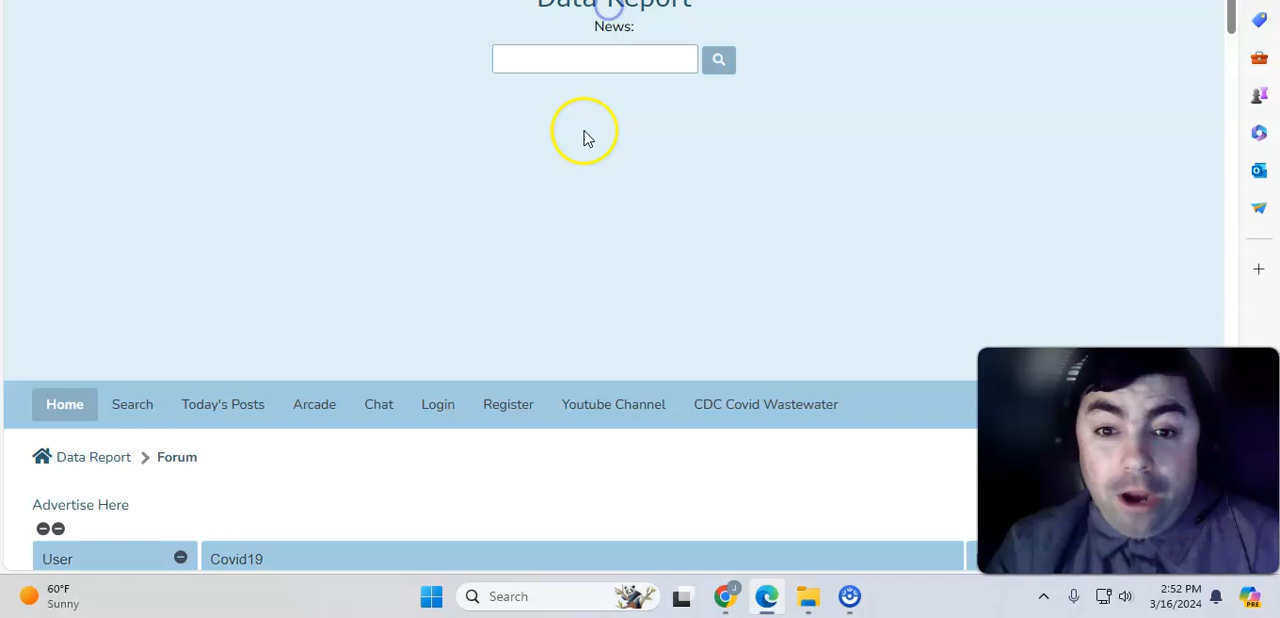 Data Report
News:
Home Search Today's Posts Arcade Chat Login Register Youtube Channel CDC Covid Wastewater
Data Report Forum
Advertise Here
User Covid19
60°F
Sunny
Search
2:52 PM
3/16/2024
PRE